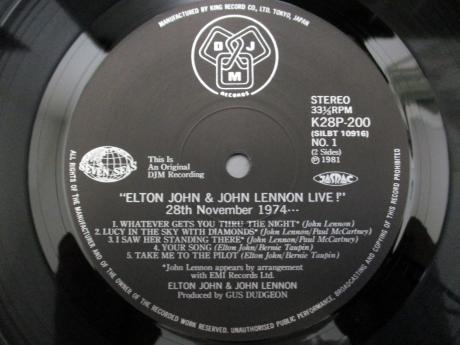 MANUFACTURED BY KING RECORD CO., LTD. TOKYO, JAPAN
DJM
RECORDS
STEREO
33⅓RPM
K28P-200
(SILBT 10916)
NO. 1
(2 Sides)
Ⓟ1981
SEVEN SEAS
This Is
An Original
DJM Recording
JASRAC
"ELTON JOHN & JOHN LENNON LIVE!"
28th November 1974…
1. WHATEVER GETS YOU THRU THE NIGHT* (John Lennon)
2. LUCY IN THE SKY WITH DIAMONDS* (John Lennon/Paul McCartney)
3. I SAW HER STANDING THERE* (John Lennon/Paul McCartney)
4. YOUR SONG (Elton John/Bernie Taupin)
5. TAKE ME TO THE PILOT (Elton John/Bernie Taupin)
*John Lennon appears by arrangement
with EMI Records Ltd.
ELTON JOHN & JOHN LENNON
Produced by GUS DUDGEON
ALL RIGHTS OF THE MANUFACTURER AND OF THE OWNER OF THE RECORDED WORK RESERVED. UNAUTHORISED PUBLIC PERFORMANCE, BROADCASTING AND COPYING OF THIS RECORD PROHIBITED